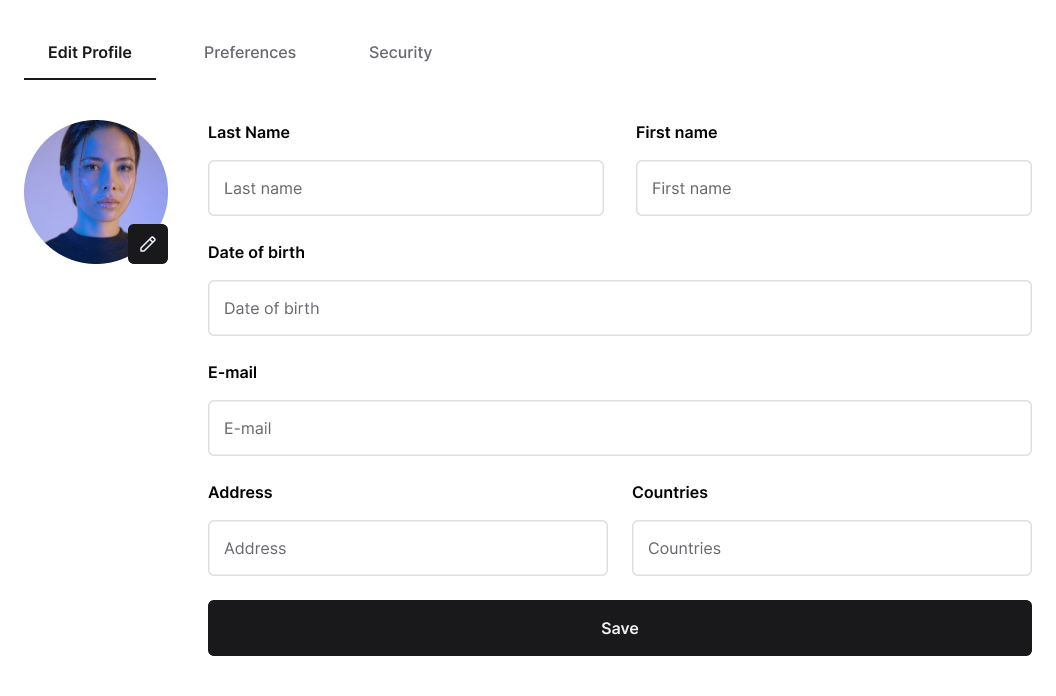 Edit Profile Preferences Security
Last Name First name
Last name First name
Date of birth
Date of birth
E-mail
E-mail
Address Countries
Address Countries
Save